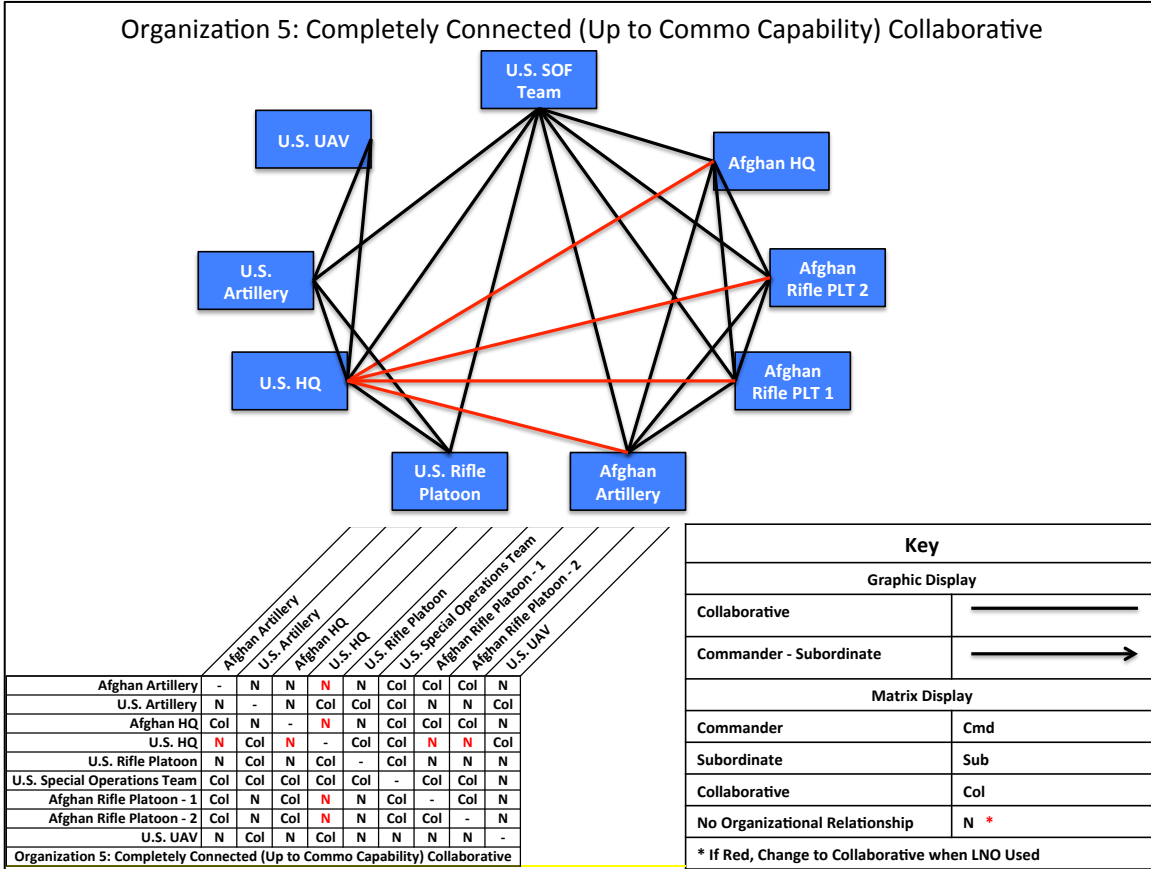 Organization 5: Completely Connected (Up to Commo Capability) Collaborative
U.S. SOF
Team
U.S. UAV
Afghan HQ
U.S.
Artillery
Afghan
Rifle PLT 2
U.S. HQ
Afghan
Rifle PLT 1
U.S. Rifle
Platoon
Afghan
Artillery
Afghan Artillery
U.S. Artillery
Afghan HQ
U.S. HQ
U.S. Rifle Platoon
U.S. Special Operations Team
Afghan Rifle Platoon - 1
Afghan Rifle Platoon - 2
U.S. UAV
Afghan Artillery - N N N N Col Col Col N
U.S. Artillery N - N Col Col Col N N Col
Afghan HQ Col N - N N Col Col Col N
U.S. HQ N Col N - Col Col N N Col
U.S. Rifle Platoon N Col N Col - Col N N N
U.S. Special Operations Team Col Col Col Col Col - Col Col N
Afghan Rifle Platoon - 1 Col N Col N N Col - Col N
Afghan Rifle Platoon - 2 Col N Col N N Col Col - N
U.S. UAV N Col N Col N N N N -
Organization 5: Completely Connected (Up to Commo Capability) Collaborative
Key
Graphic Display
Collaborative
Commander - Subordinate
Matrix Display
Commander Cmd
Subordinate Sub
Collaborative Col
No Organizational Relationship N *
* If Red, Change to Collaborative when LNO Used